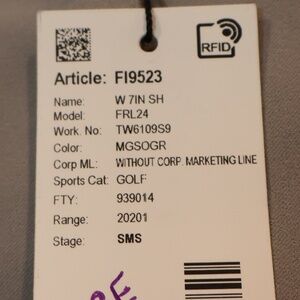 RFID
Article: FI9523
Name: W 7IN SH
Model: FRL24
Work. No: TW6109S9
Color: MGSOGR
Corp ML: WITHOUT CORP. MARKETING LINE
Sports Cat: GOLF
FTY: 939014
Range: 20201
Stage: SMS